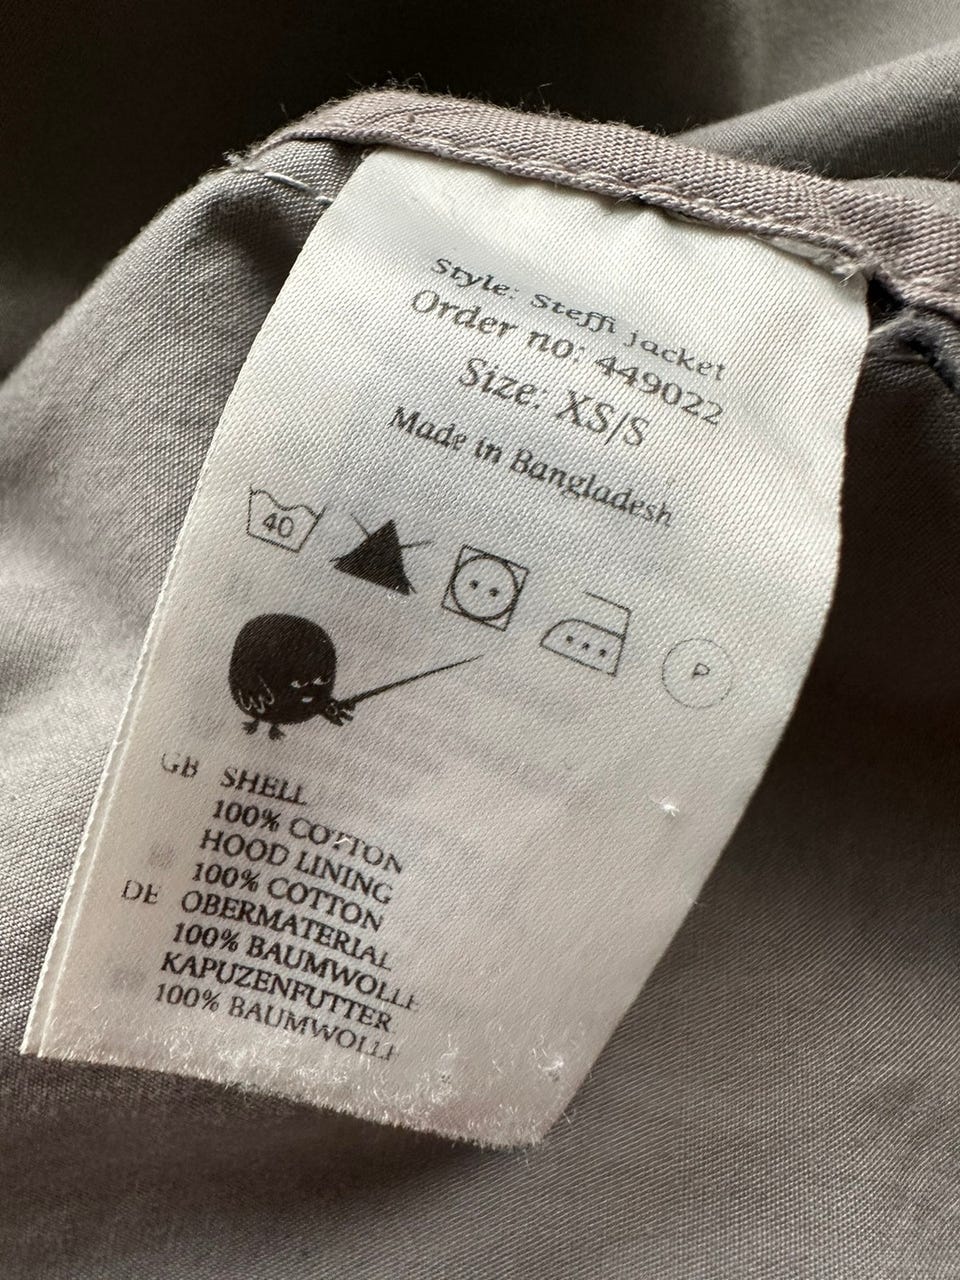 Style: Steffi jacket
Order no: 449022
Size: XS/S
Made in Bangladesh
40
P
GB SHELL
100% COTTON
HOOD LINING
100% COTTON
DE OBERMATERIAL
100% BAUMWOLLE
KAPUZENFUTTER
100% BAUMWOLLE